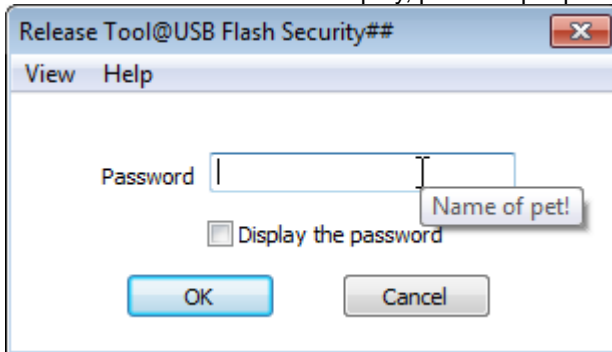 Release Tool@USB Flash Security##
View Help
Password
Name of pet!
Display the password
OK Cancel